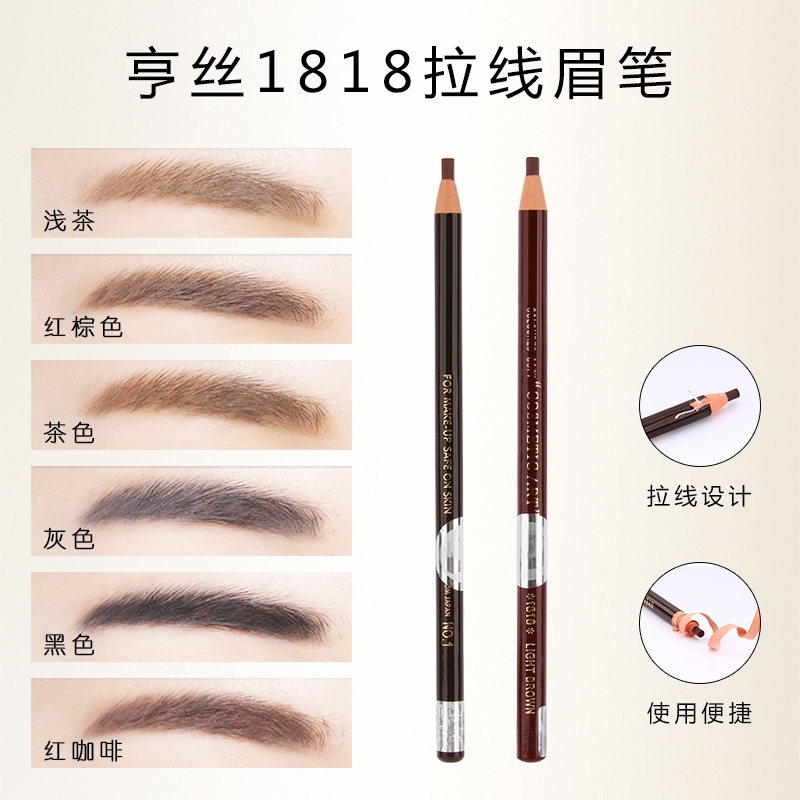 亨丝1818拉线眉笔
浅茶
红棕色
茶色
灰色
黑色
红咖啡
FOR MAKE-UP SAFE ON SKIN
JAPAN NO.1
"COSMETIC ART"
*1818* LIGHT BROWN
拉线设计
使用便捷